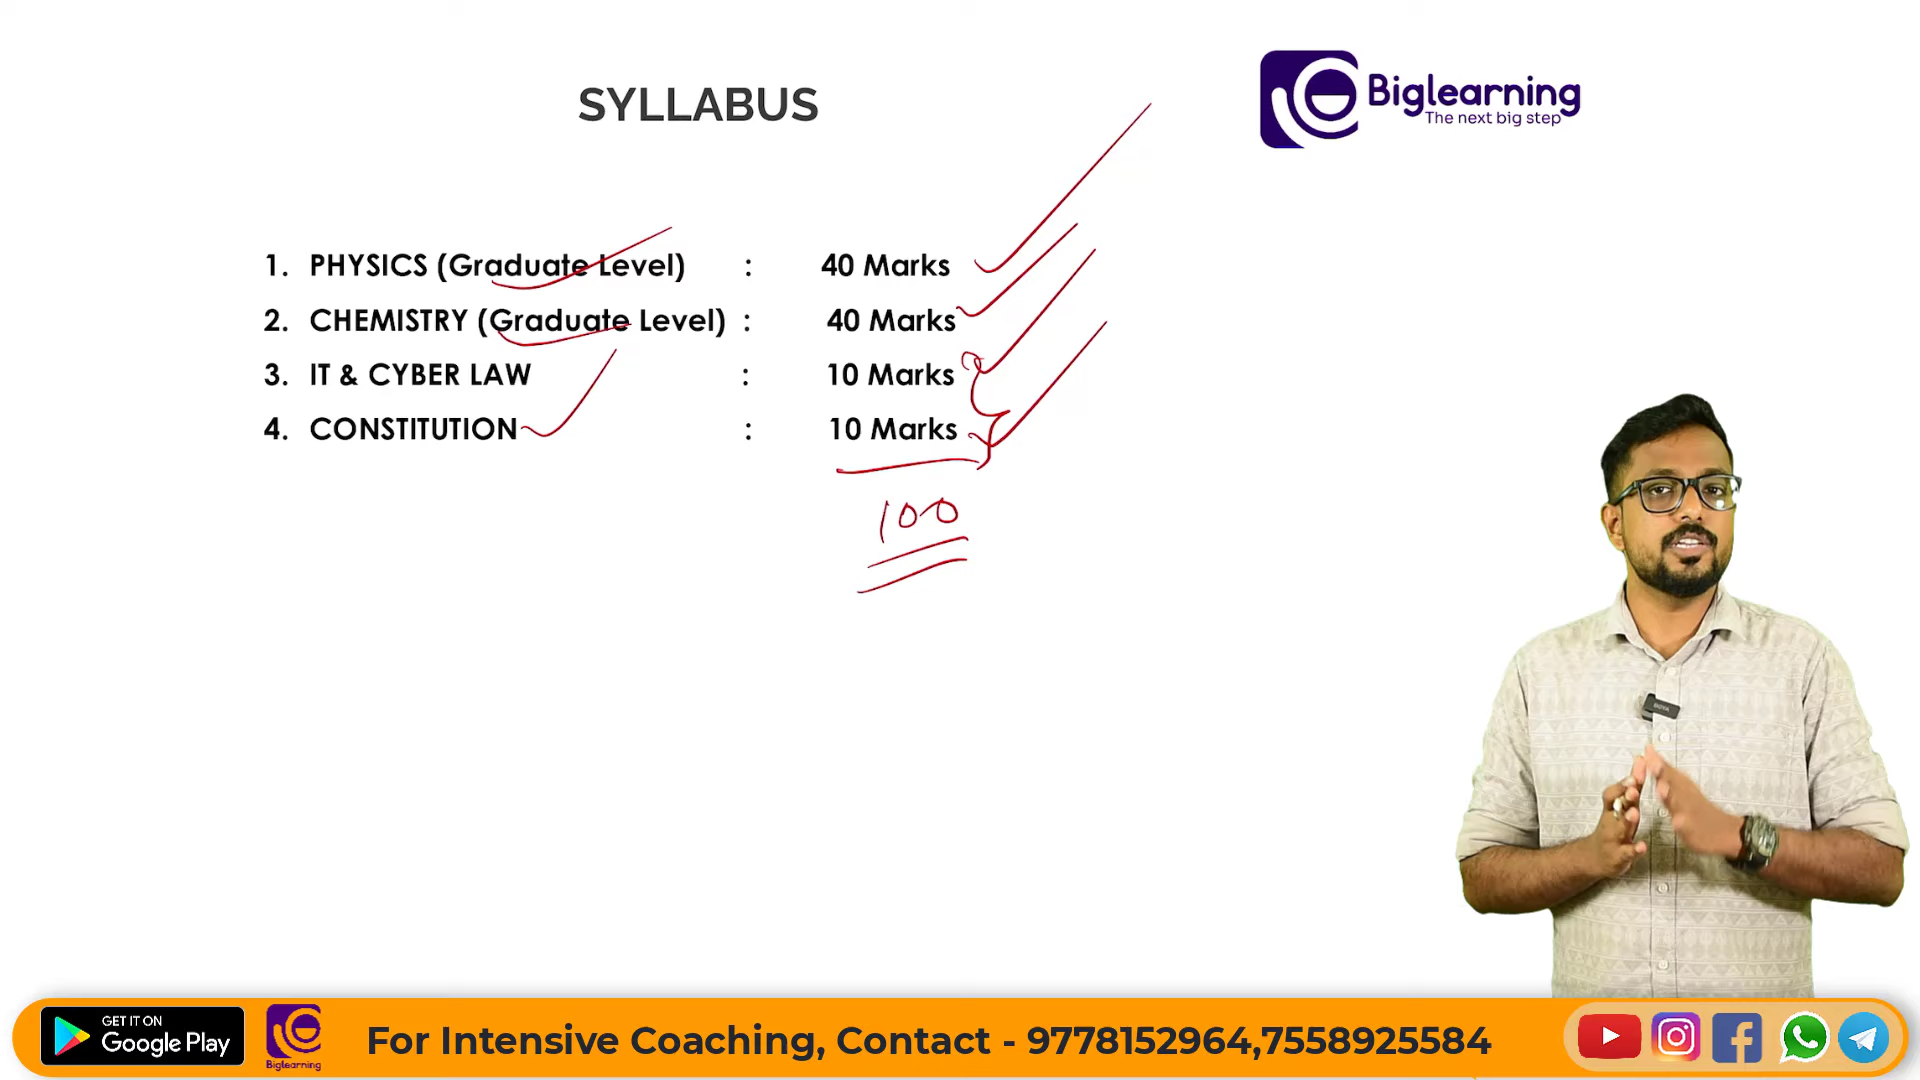 SYLLABUS
Biglearning
The next big step
1. PHYSICS (Graduate Level) : 40 Marks
2. CHEMISTRY (Graduate Level) : 40 Marks
3. IT & CYBER LAW : 10 Marks
4. CONSTITUTION : 10 Marks
100
BOYA
GET IT ON
Google Play
Biglearning
For Intensive Coaching, Contact - 9778152964,7558925584